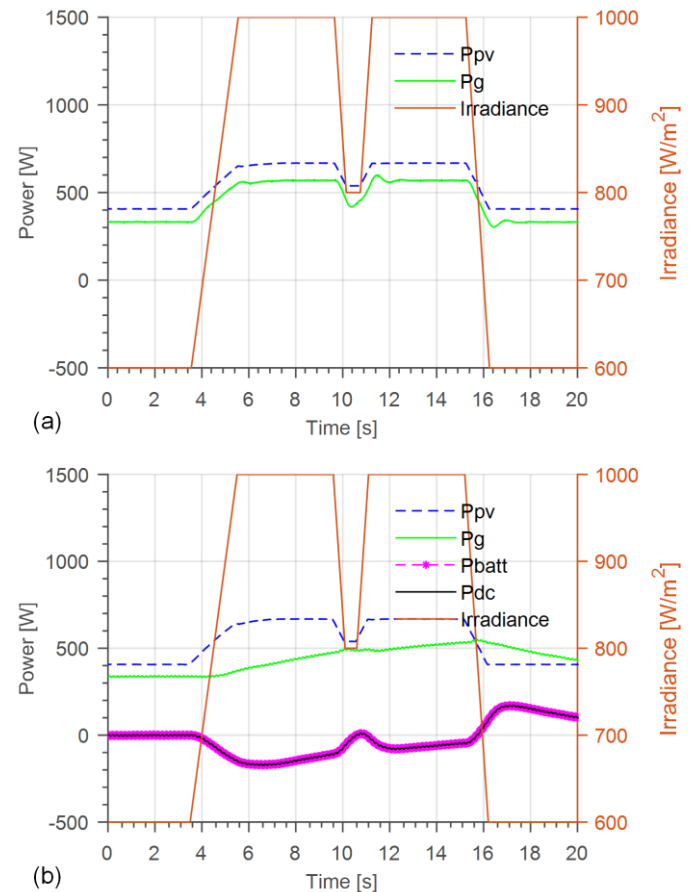 1500
1000
500
0
-500
Power [W]
Ppv
Pg
Irradiance
1000
900
800
700
600
Irradiance [W/m²]
0 2 4 6 8 10 12 14 16 18 20
Time [s]
(a)
1500
1000
500
0
-500
Power [W]
Ppv
Pg
Pbatt
Pdc
Irradiance
1000
900
800
700
600
Irradiance [W/m²]
0 2 4 6 8 10 12 14 16 18 20
Time [s]
(b)